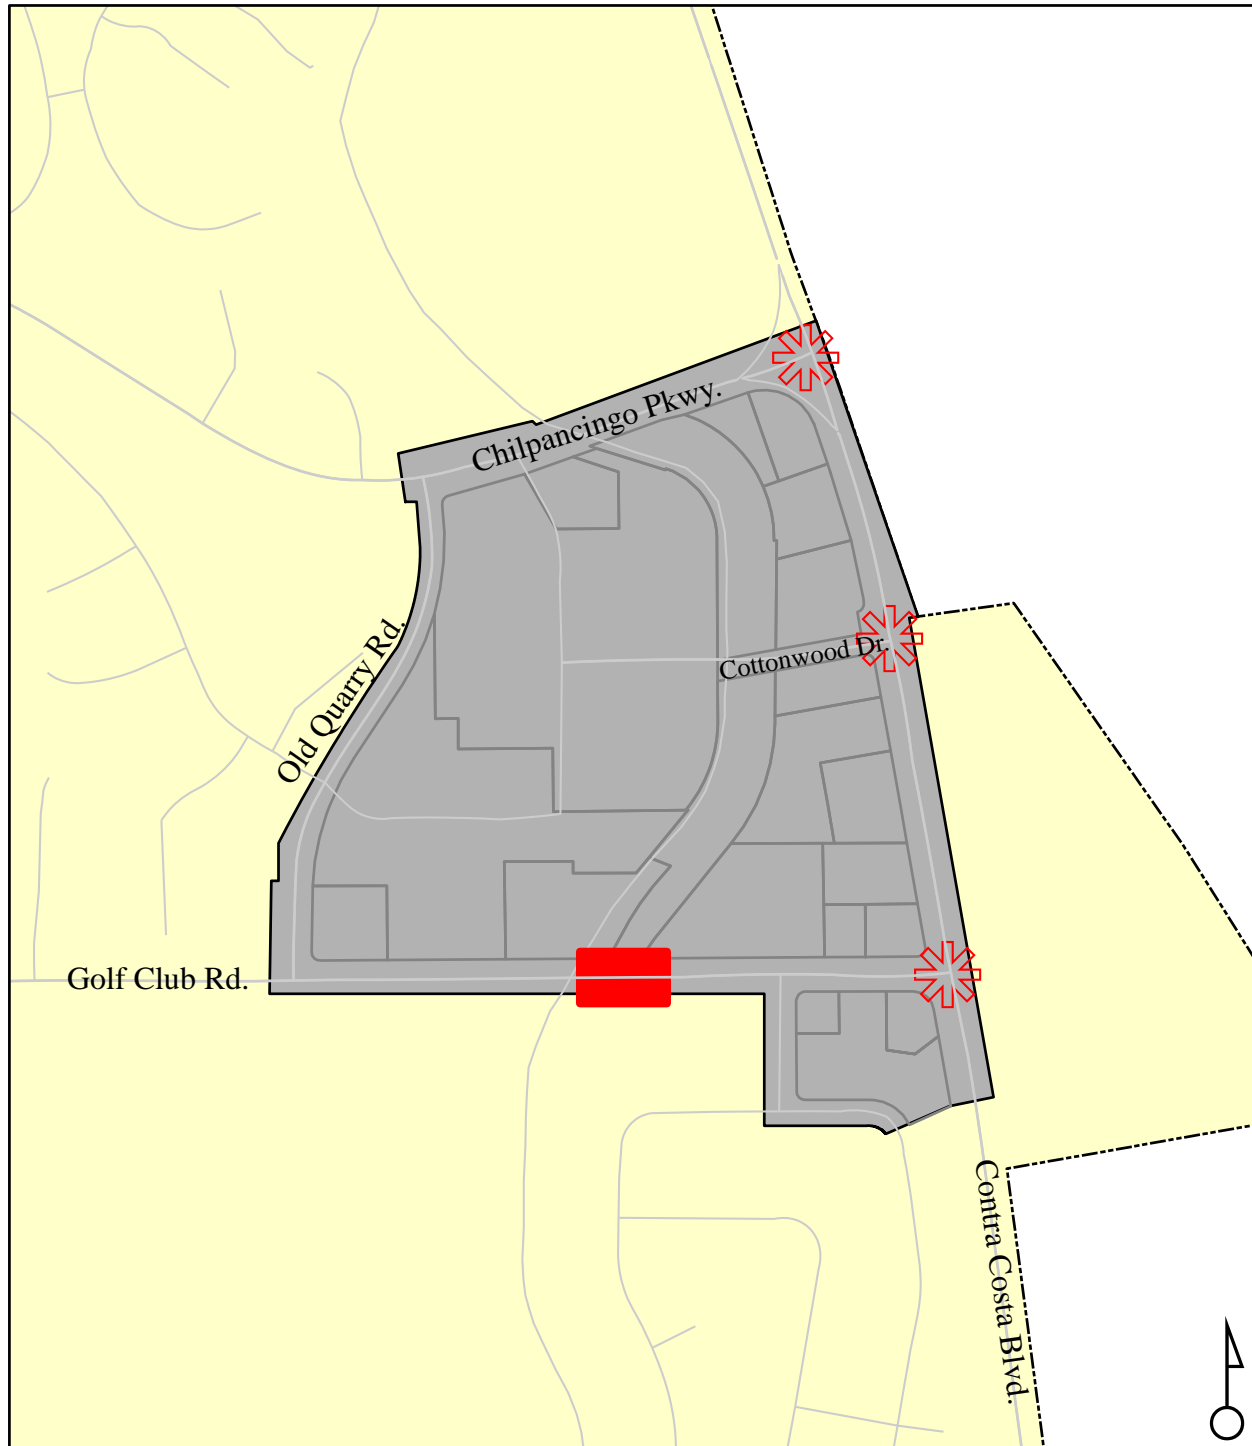 Chilpancingo Pkwy.
Old Quarry Rd.
Cottonwood Dr.
Golf Club Rd.
Contra Costa Blvd.